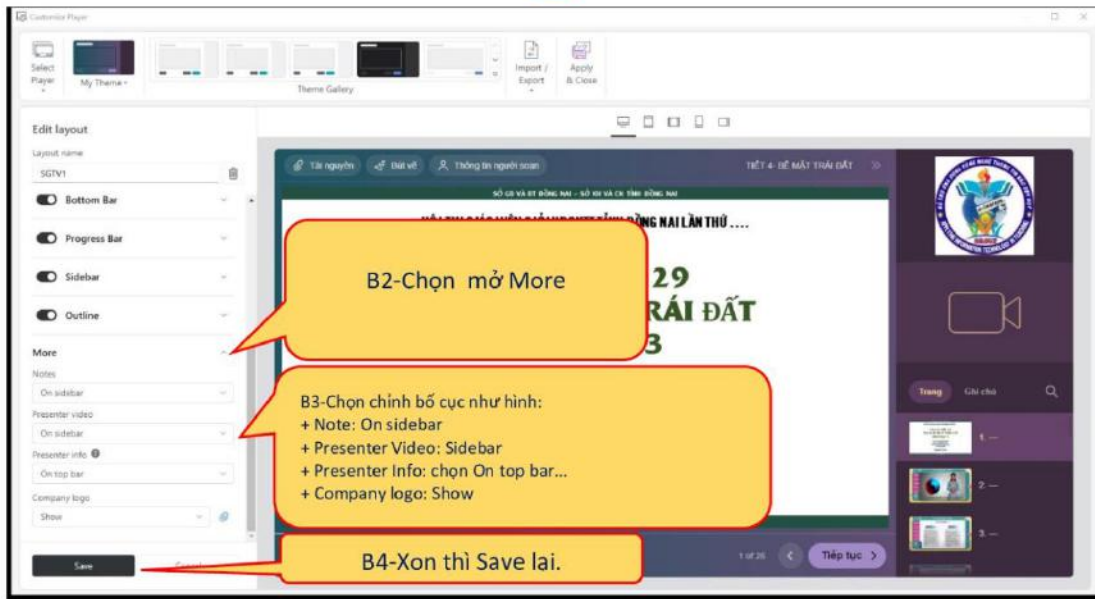 Customize Player
Select
Player
My Theme
Theme Gallery
Import /
Export
Apply
& Close
Edit layout
Layout name
SGTV1
Bottom Bar
Progress Bar
Sidebar
Outline
More
Notes
On sidebar
Presenter video
On sidebar
Presenter info
On top bar
Company logo
Show
Save
Tài nguyên
Bút vẽ
Thông tin người soạn
TIẾT 4- BỀ MẶT TRÁI ĐẤT
SỞ GD VÀ ĐT ĐỒNG NAI – SỞ KH VÀ CN TỈNH ĐỒNG NAI
ĐỒNG NAI LẦN THỨ ....
29
RÁI ĐẤT
3
B2-Chọn mở More
B3-Chọn chỉnh bố cục như hình:
+ Note: On sidebar
+ Presenter Video: Sidebar
+ Presenter Info: chọn On top bar...
+ Company logo: Show
B4-Xon thì Save lại.
Trang
Ghi chú
1. —
2. —
3. —
1 of 26
Tiếp tục